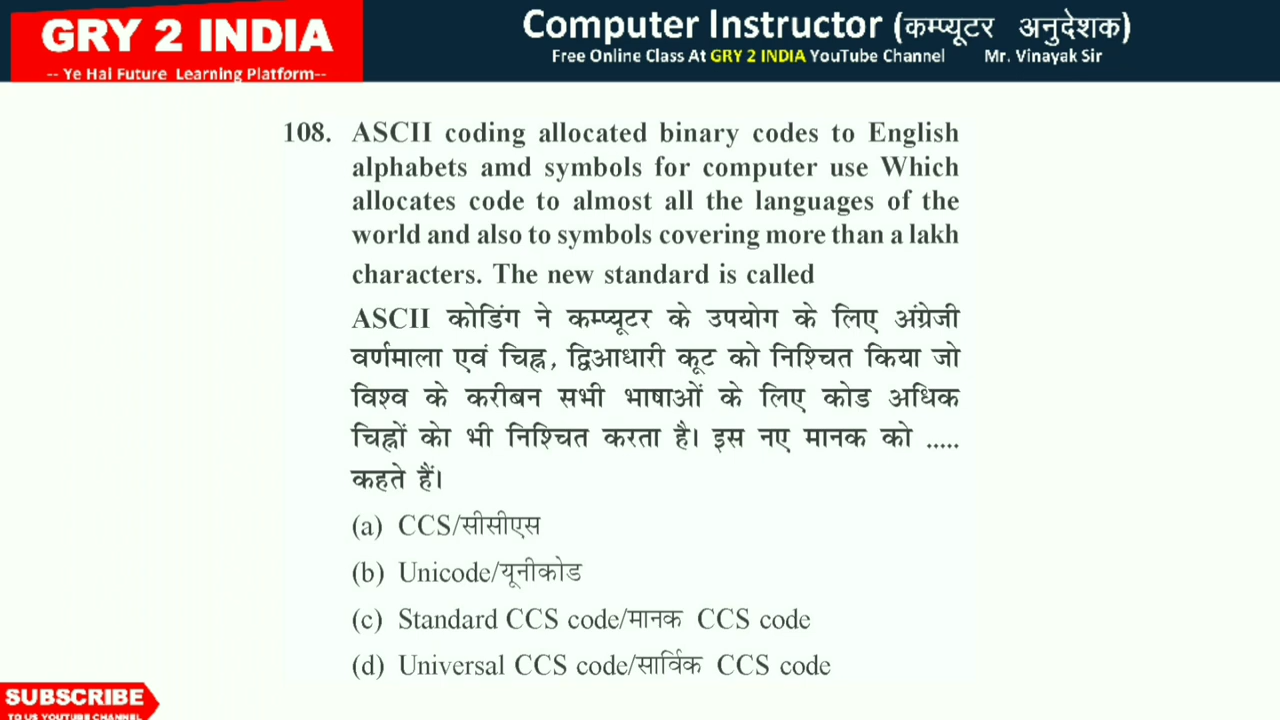 GRY 2 INDIA
-- Ye Hai Future Learning Platform--
Computer Instructor (कम्प्यूटर अनुदेशक)
Free Online Class At GRY 2 INDIA YouTube Channel Mr. Vinayak Sir
108. ASCII coding allocated binary codes to English
alphabets amd symbols for computer use Which
allocates code to almost all the languages of the
world and also to symbols covering more than a lakh
characters. The new standard is called
ASCII कोडिंग ने कम्प्यूटर के उपयोग के लिए अंग्रेजी
वर्णमाला एवं चिह्न, द्विआधारी कूट को निश्चित किया जो
विश्व के करीबन सभी भाषाओं के लिए कोड अधिक
चिह्नों को भी निश्चित करता है। इस नए मानक को .....
कहते हैं।
(a) CCS/सीसीएस
(b) Unicode/यूनीकोड
(c) Standard CCS code/मानक CCS code
(d) Universal CCS code/सार्विक CCS code
SUBSCRIBE
TO US YOUTUBE CHANNEL